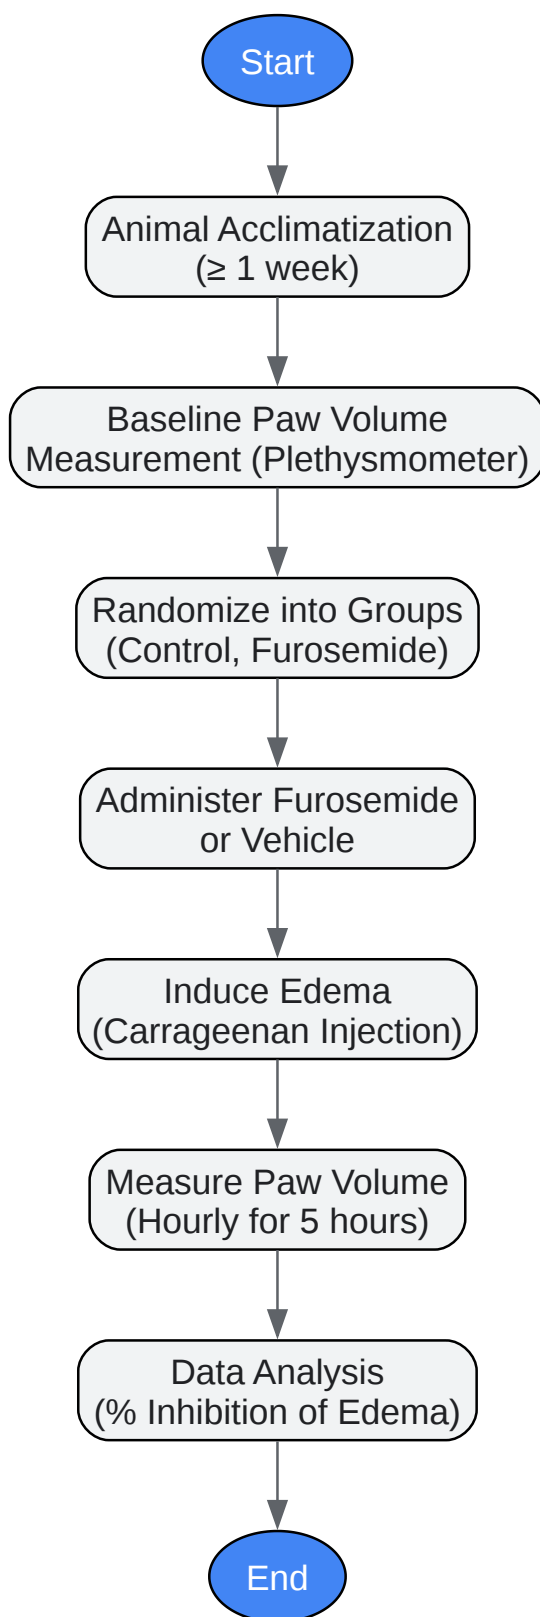 Start
Animal Acclimatization
(≥ 1 week)
Baseline Paw Volume
Measurement (Plethysmometer)
Randomize into Groups
(Control, Furosemide)
Administer Furosemide
or Vehicle
Induce Edema
(Carrageenan Injection)
Measure Paw Volume
(Hourly for 5 hours)
Data Analysis
(% Inhibition of Edema)
End